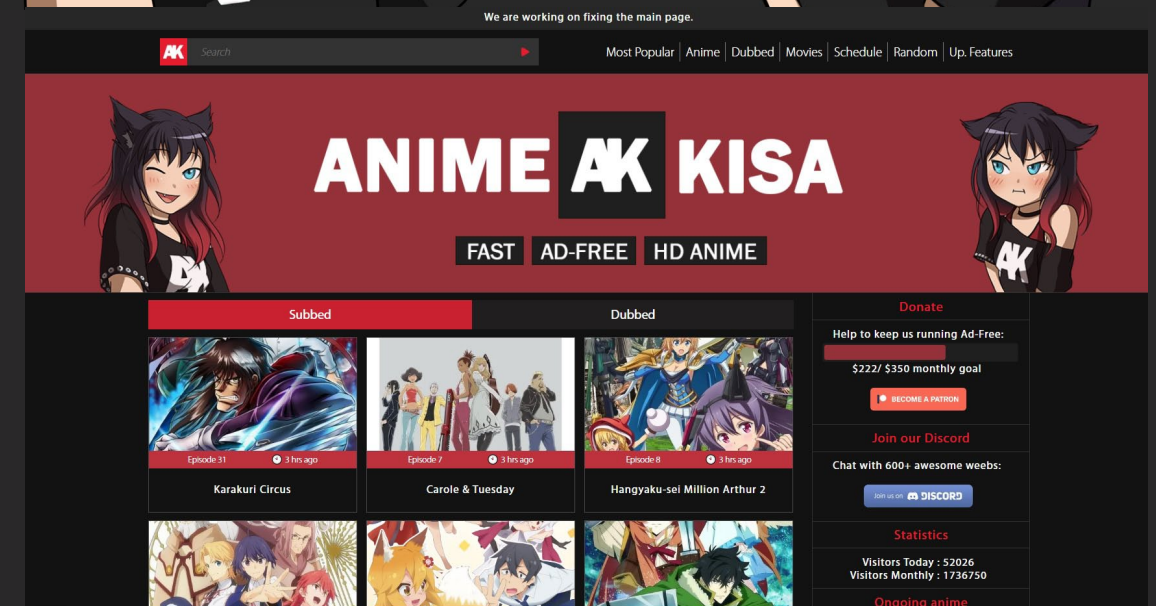 We are working on fixing the main page.
AK Search Most Popular Anime Dubbed Movies Schedule Random Up. Features
ANIME AK KISA
FAST AD-FREE HD ANIME
AK
AK
Subbed Dubbed
Episode 31 3 hrs ago
Karakuri Circus
Episode 7 3 hrs ago
Carole & Tuesday
Episode 8 3 hrs ago
Hangyaku-sei Million Arthur 2
Donate
Help to keep us running Ad-Free:
$222/ $350 monthly goal
BECOME A PATRON
Join our Discord
Chat with 600+ awesome weebs:
Join us on DISCORD
Statistics
Visitors Today : 52026
Visitors Monthly : 1736750
Ongoing anime